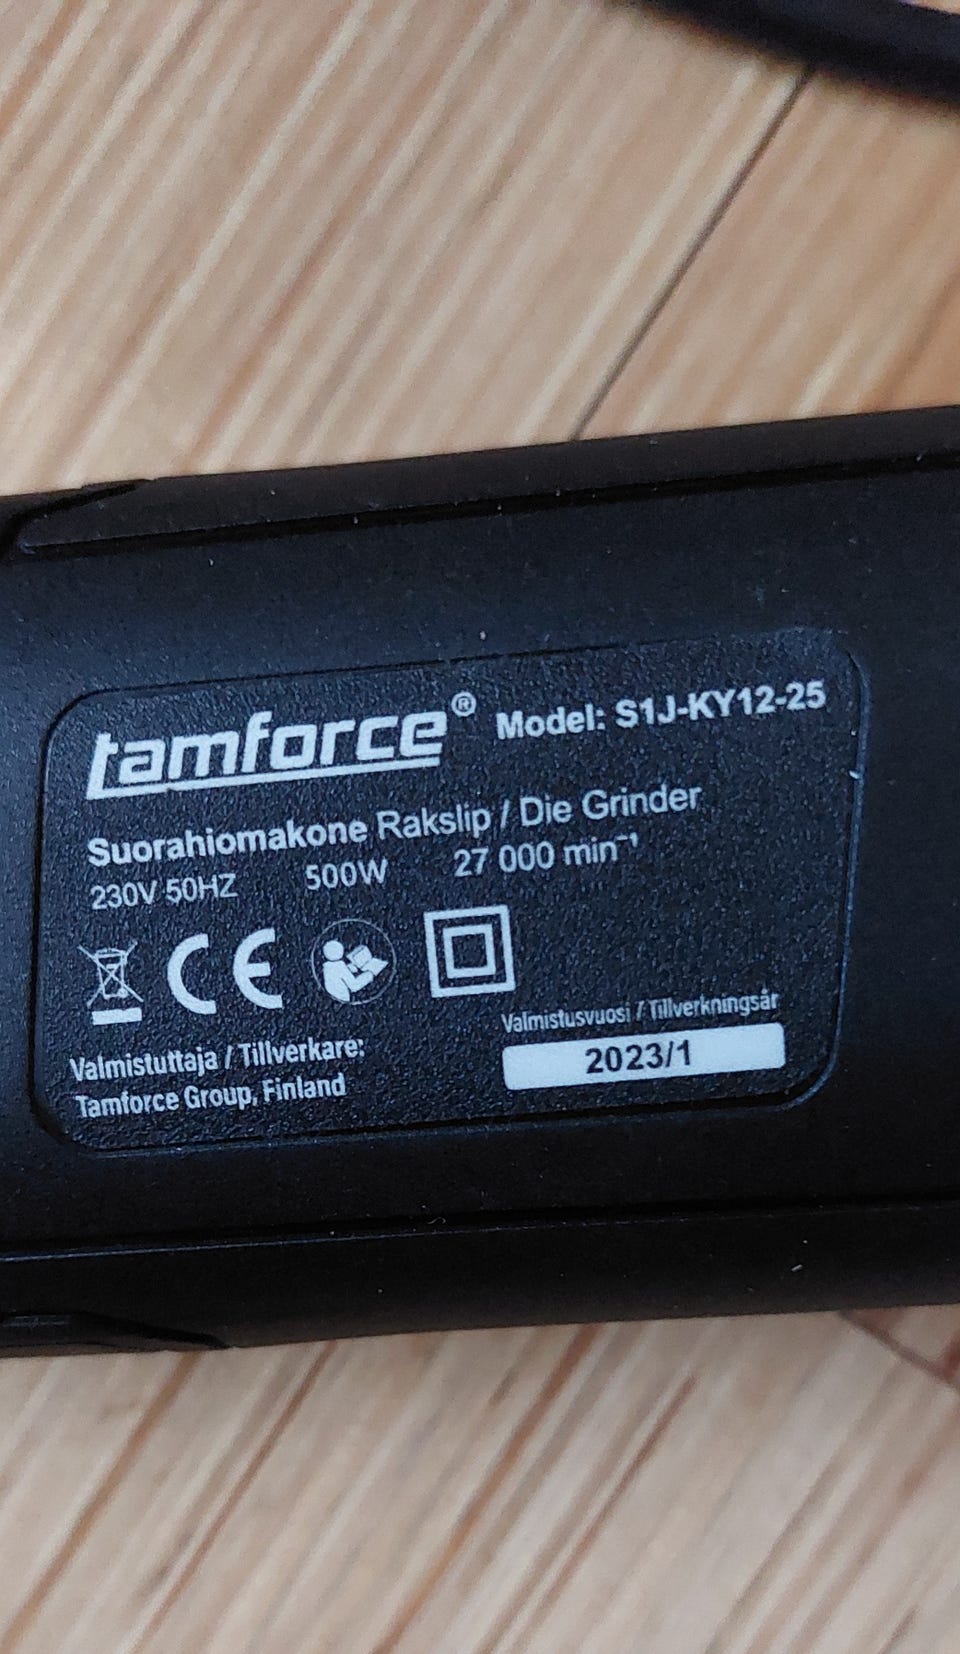 tamforce® Model: S1J-KY12-25
Suorahiomakone Rakslip / Die Grinder
230V 50HZ 500W 27 000 min⁻¹
CE
Valmistusvuosi / Tillverkningsår
2023/1
Valmistuttaja / Tillverkare:
Tamforce Group, Finland